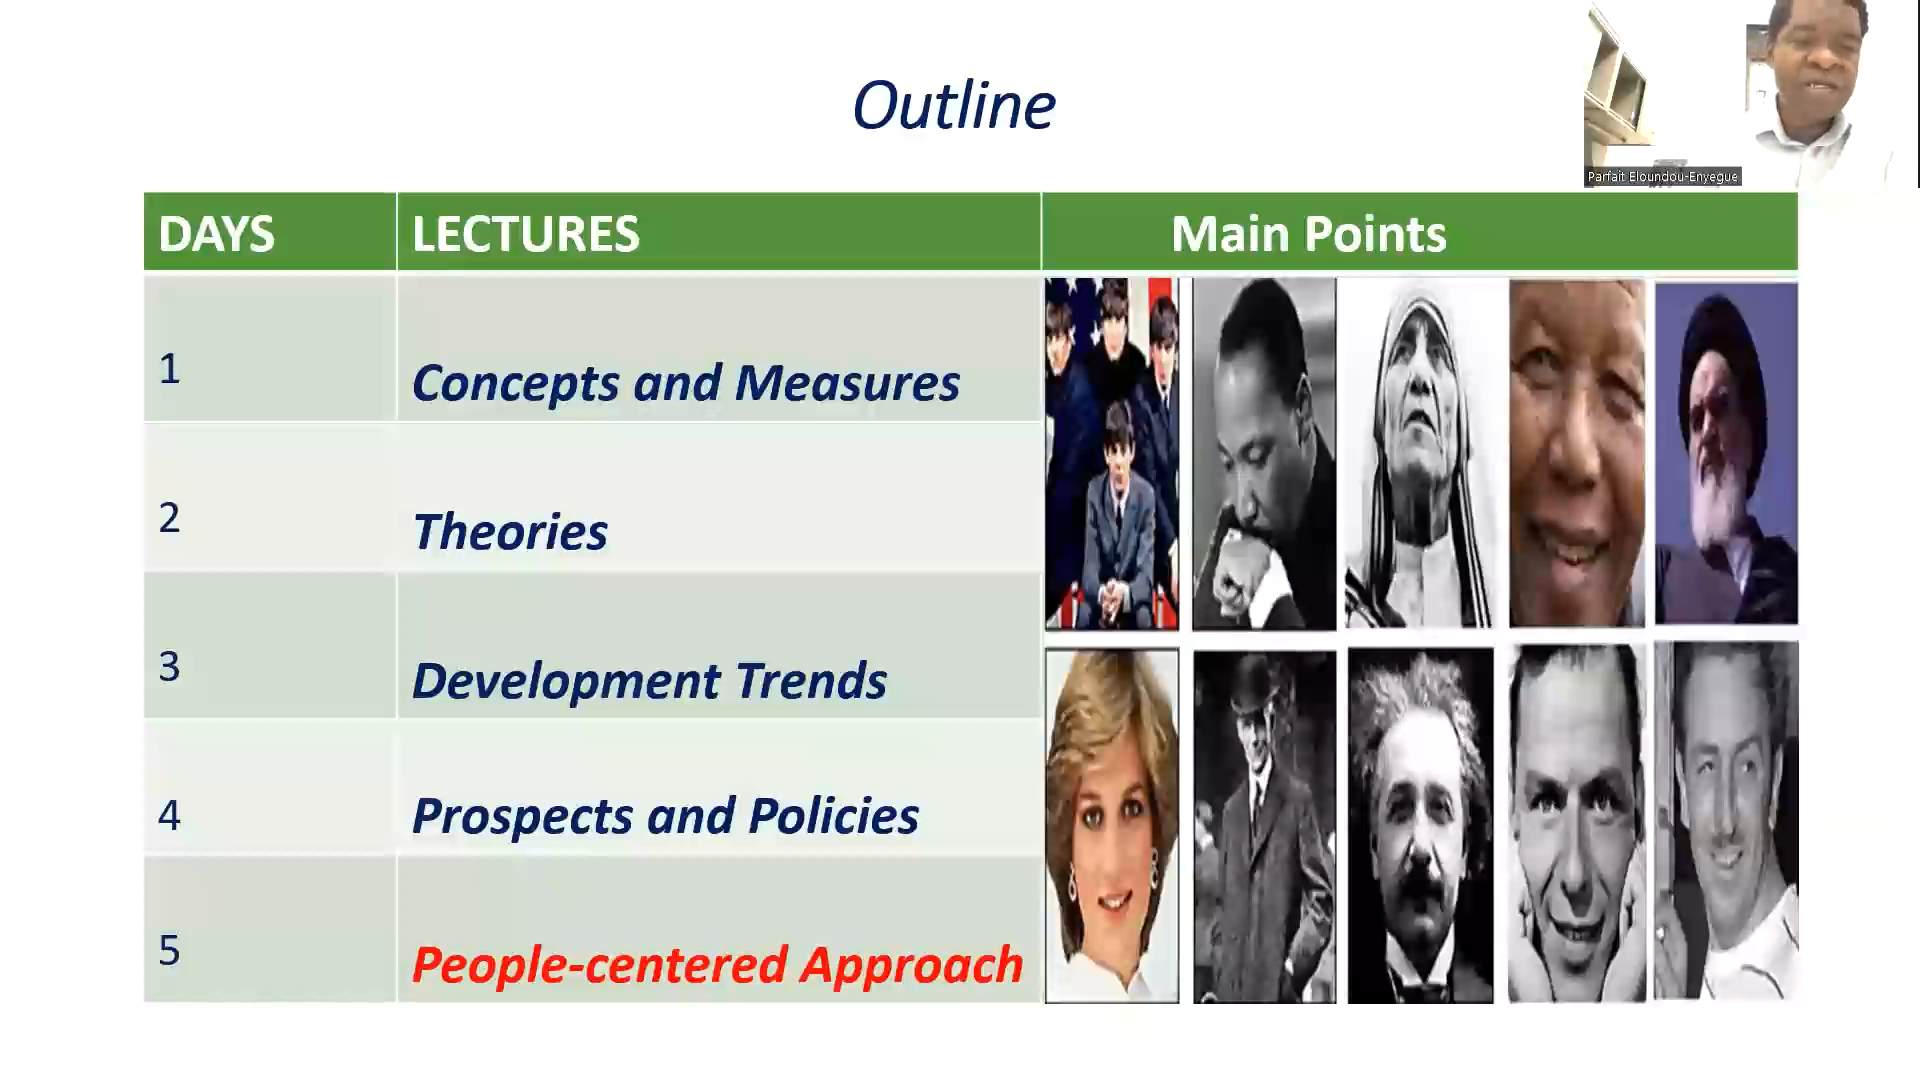 Outline
Parfait Eloundou-Enyegue
DAYS LECTURES Main Points
1 Concepts and Measures
2 Theories
3 Development Trends
4 Prospects and Policies
5 People-centered Approach